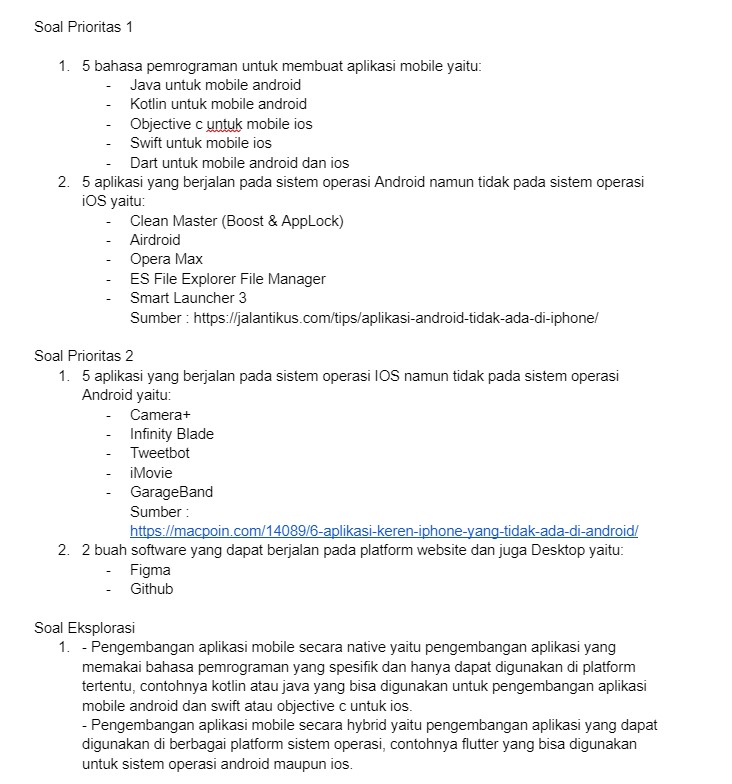 Soal Prioritas 1
1. 5 bahasa pemrograman untuk membuat aplikasi mobile yaitu:
- Java untuk mobile android
- Kotlin untuk mobile android
- Objective c untuk mobile ios
- Swift untuk mobile ios
- Dart untuk mobile android dan ios
2. 5 aplikasi yang berjalan pada sistem operasi Android namun tidak pada sistem operasi
iOS yaitu:
- Clean Master (Boost & AppLock)
- Airdroid
- Opera Max
- ES File Explorer File Manager
- Smart Launcher 3
Sumber : https://jalantikus.com/tips/aplikasi-android-tidak-ada-di-iphone/
Soal Prioritas 2
1. 5 aplikasi yang berjalan pada sistem operasi IOS namun tidak pada sistem operasi
Android yaitu:
- Camera+
- Infinity Blade
- Tweetbot
- iMovie
- GarageBand
Sumber :
https://macpoin.com/14089/6-aplikasi-keren-iphone-yang-tidak-ada-di-android/
2. 2 buah software yang dapat berjalan pada platform website dan juga Desktop yaitu:
- Figma
- Github
Soal Eksplorasi
1. - Pengembangan aplikasi mobile secara native yaitu pengembangan aplikasi yang
memakai bahasa pemrograman yang spesifik dan hanya dapat digunakan di platform
tertentu, contohnya kotlin atau java yang bisa digunakan untuk pengembangan aplikasi
mobile android dan swift atau objective c untuk ios.
- Pengembangan aplikasi mobile secara hybrid yaitu pengembangan aplikasi yang dapat
digunakan di berbagai platform sistem operasi, contohnya flutter yang bisa digunakan
untuk sistem operasi android maupun ios.